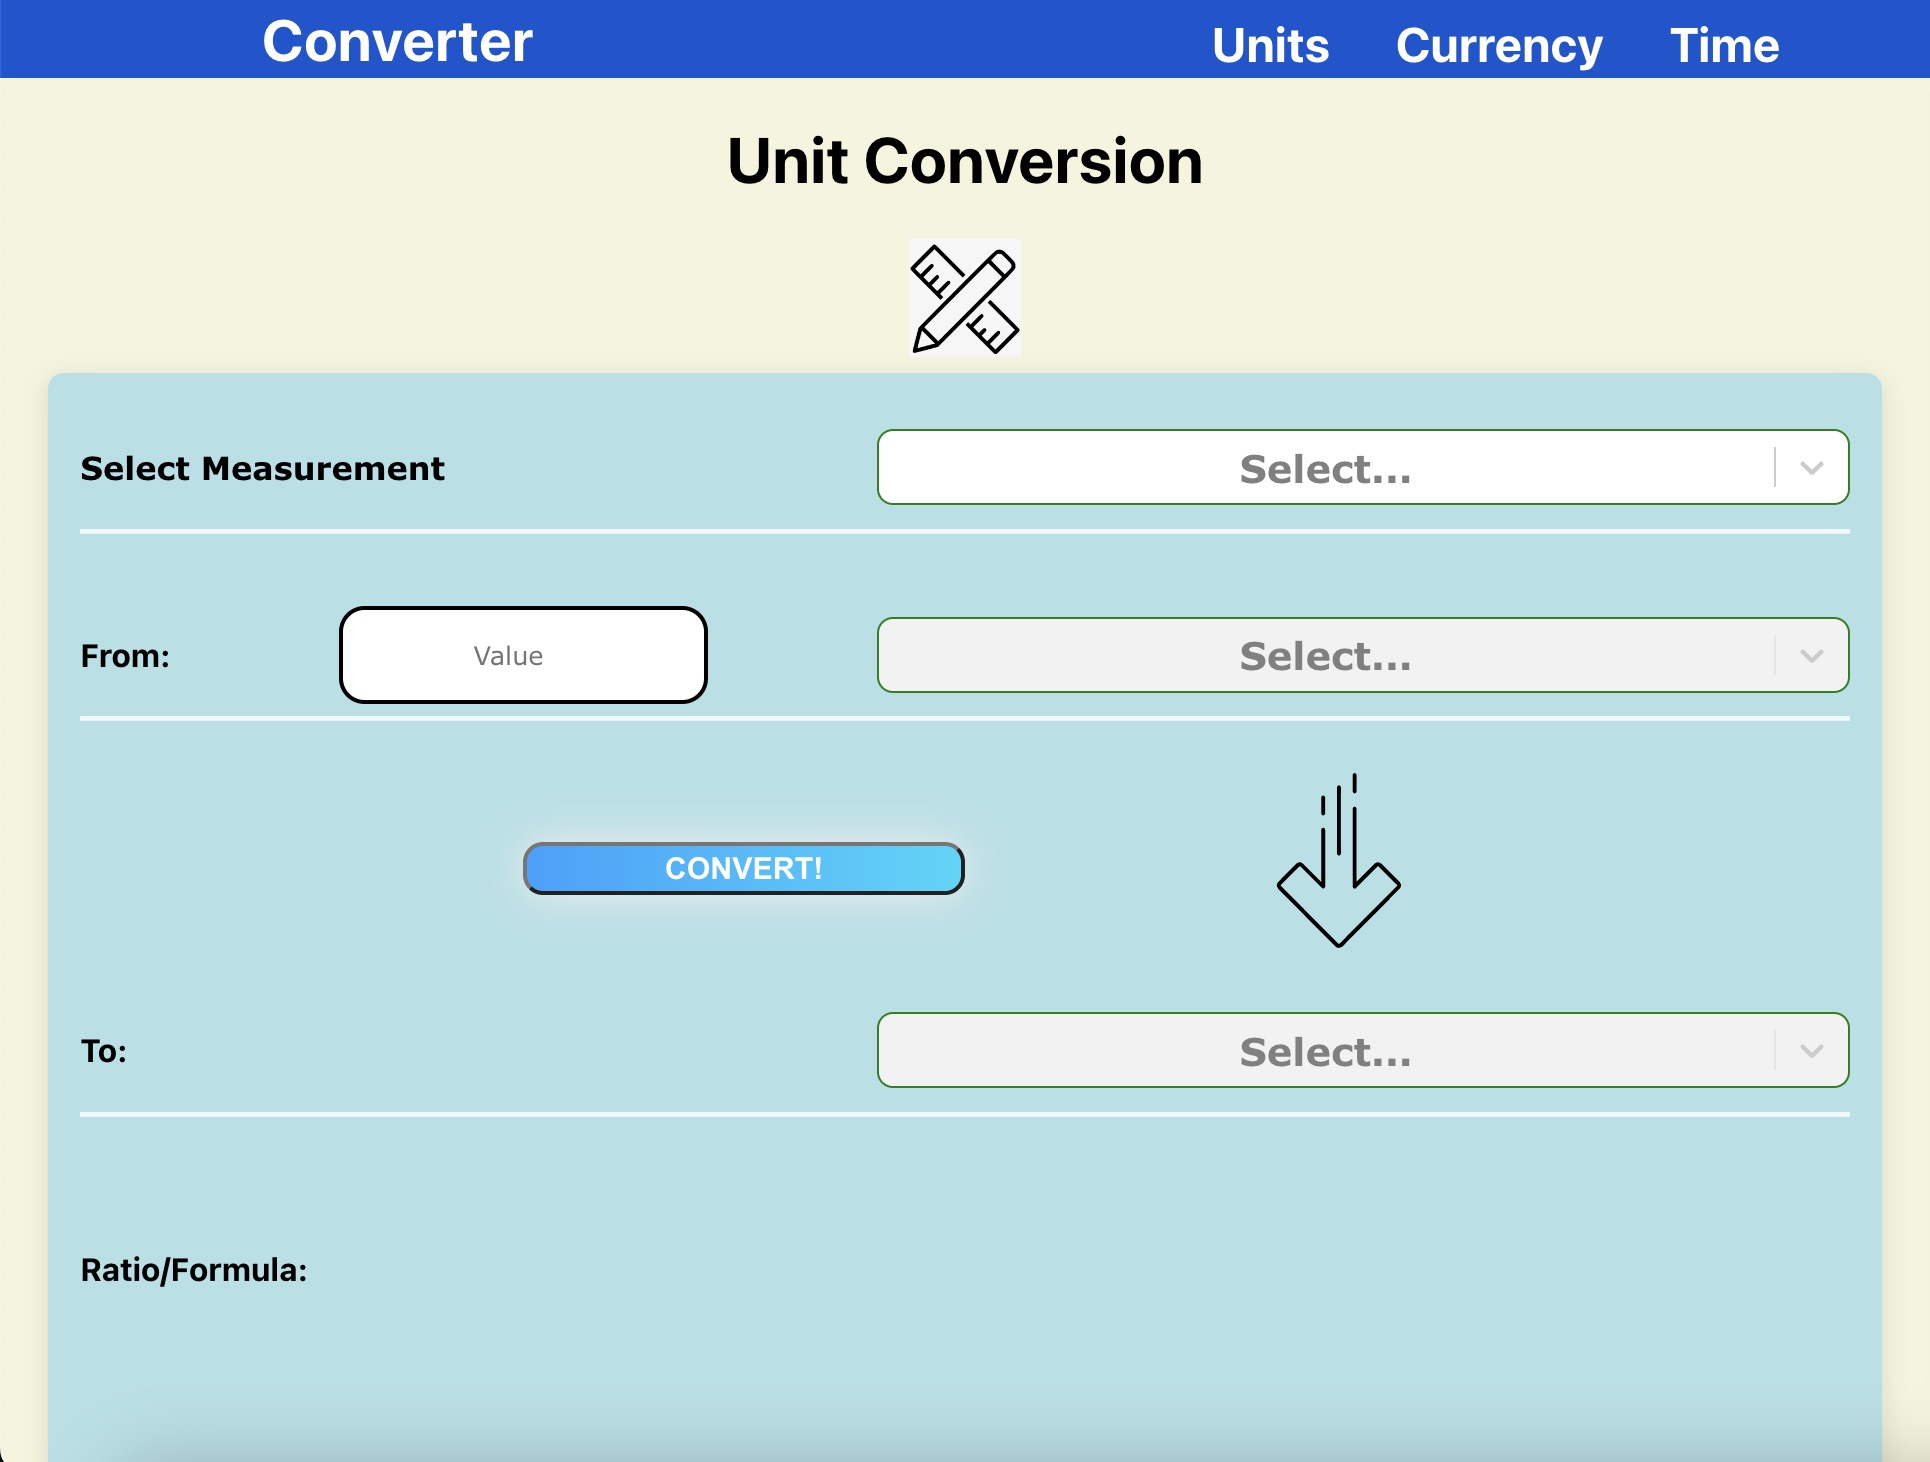 Converter
Units Currency Time
Unit Conversion
Select Measurement
Select...
From:
Value
Select...
CONVERT!
To:
Select...
Ratio/Formula: